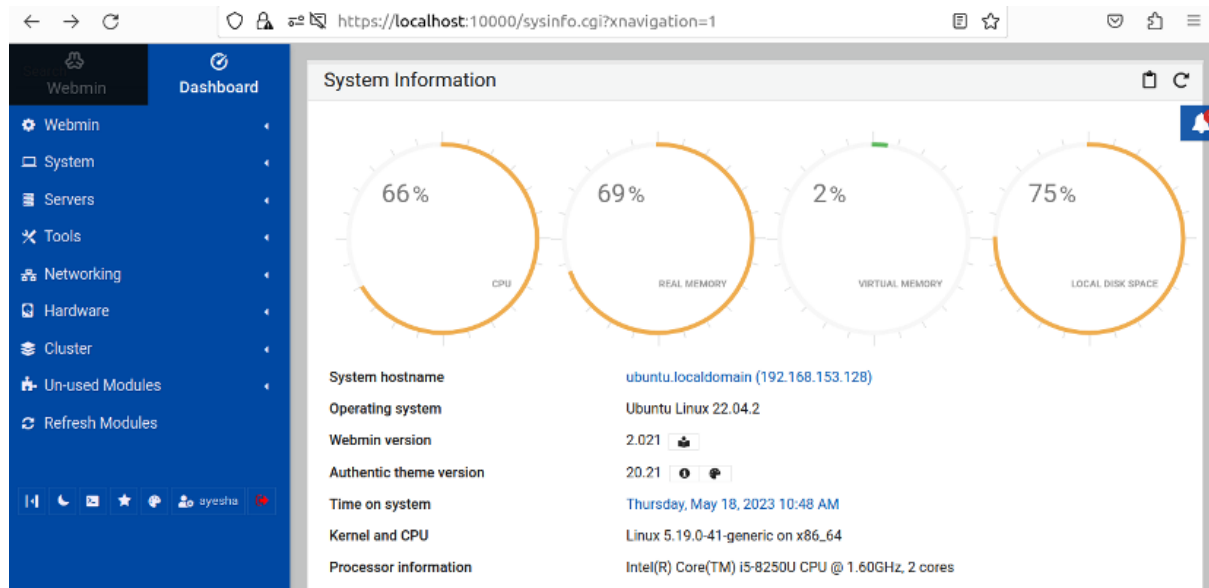 https://localhost:10000/sysinfo.cgi?xnavigation=1
Webmin
Dashboard
Webmin
System
Servers
Tools
Networking
Hardware
Cluster
Un-used Modules
Refresh Modules
ayesha
System Information
66%
CPU
69%
REAL MEMORY
2%
VIRTUAL MEMORY
75%
LOCAL DISK SPACE
System hostname ubuntu.localdomain (192.168.153.128)
Operating system Ubuntu Linux 22.04.2
Webmin version 2.021
Authentic theme version 20.21
Time on system Thursday, May 18, 2023 10:48 AM
Kernel and CPU Linux 5.19.0-41-generic on x86_64
Processor information Intel(R) Core(TM) i5-8250U CPU @ 1.60GHz, 2 cores